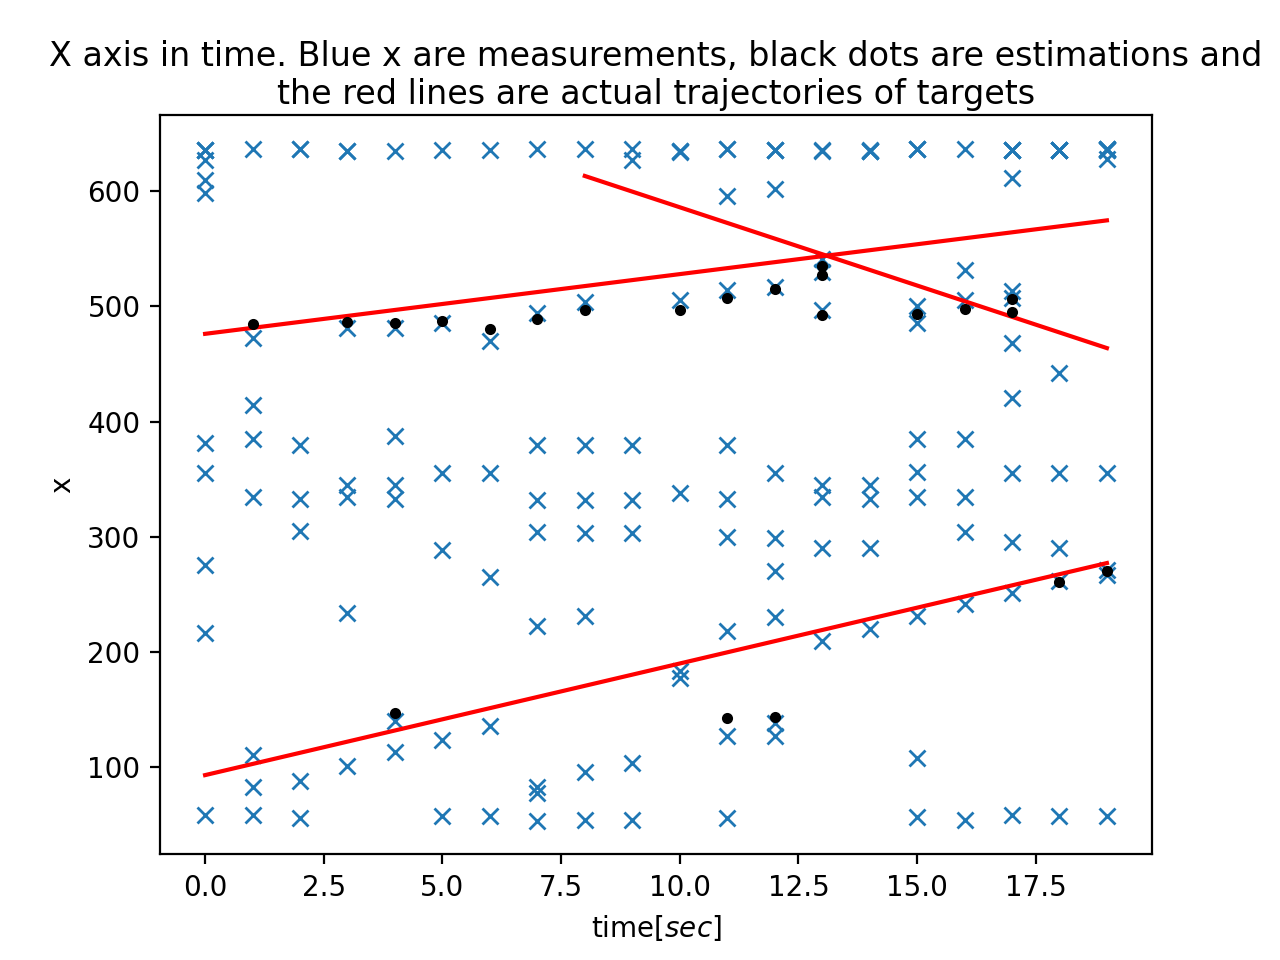 X axis in time. Blue x are measurements, black dots are estimations and
the red lines are actual trajectories of targets
600
500
400
300
200
100
x
0.0 2.5 5.0 7.5 10.0 12.5 15.0 17.5
time[sec]